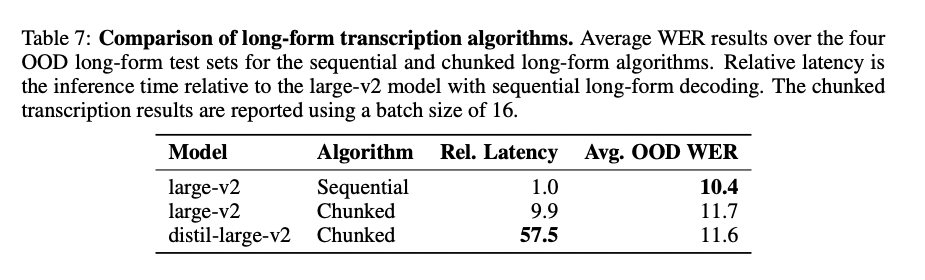 Table 7: Comparison of long-form transcription algorithms. Average WER results over the four
OOD long-form test sets for the sequential and chunked long-form algorithms. Relative latency is
the inference time relative to the large-v2 model with sequential long-form decoding. The chunked
transcription results are reported using a batch size of 16.
Model Algorithm Rel. Latency Avg. OOD WER
large-v2 Sequential 1.0 10.4
large-v2 Chunked 9.9 11.7
distil-large-v2 Chunked 57.5 11.6